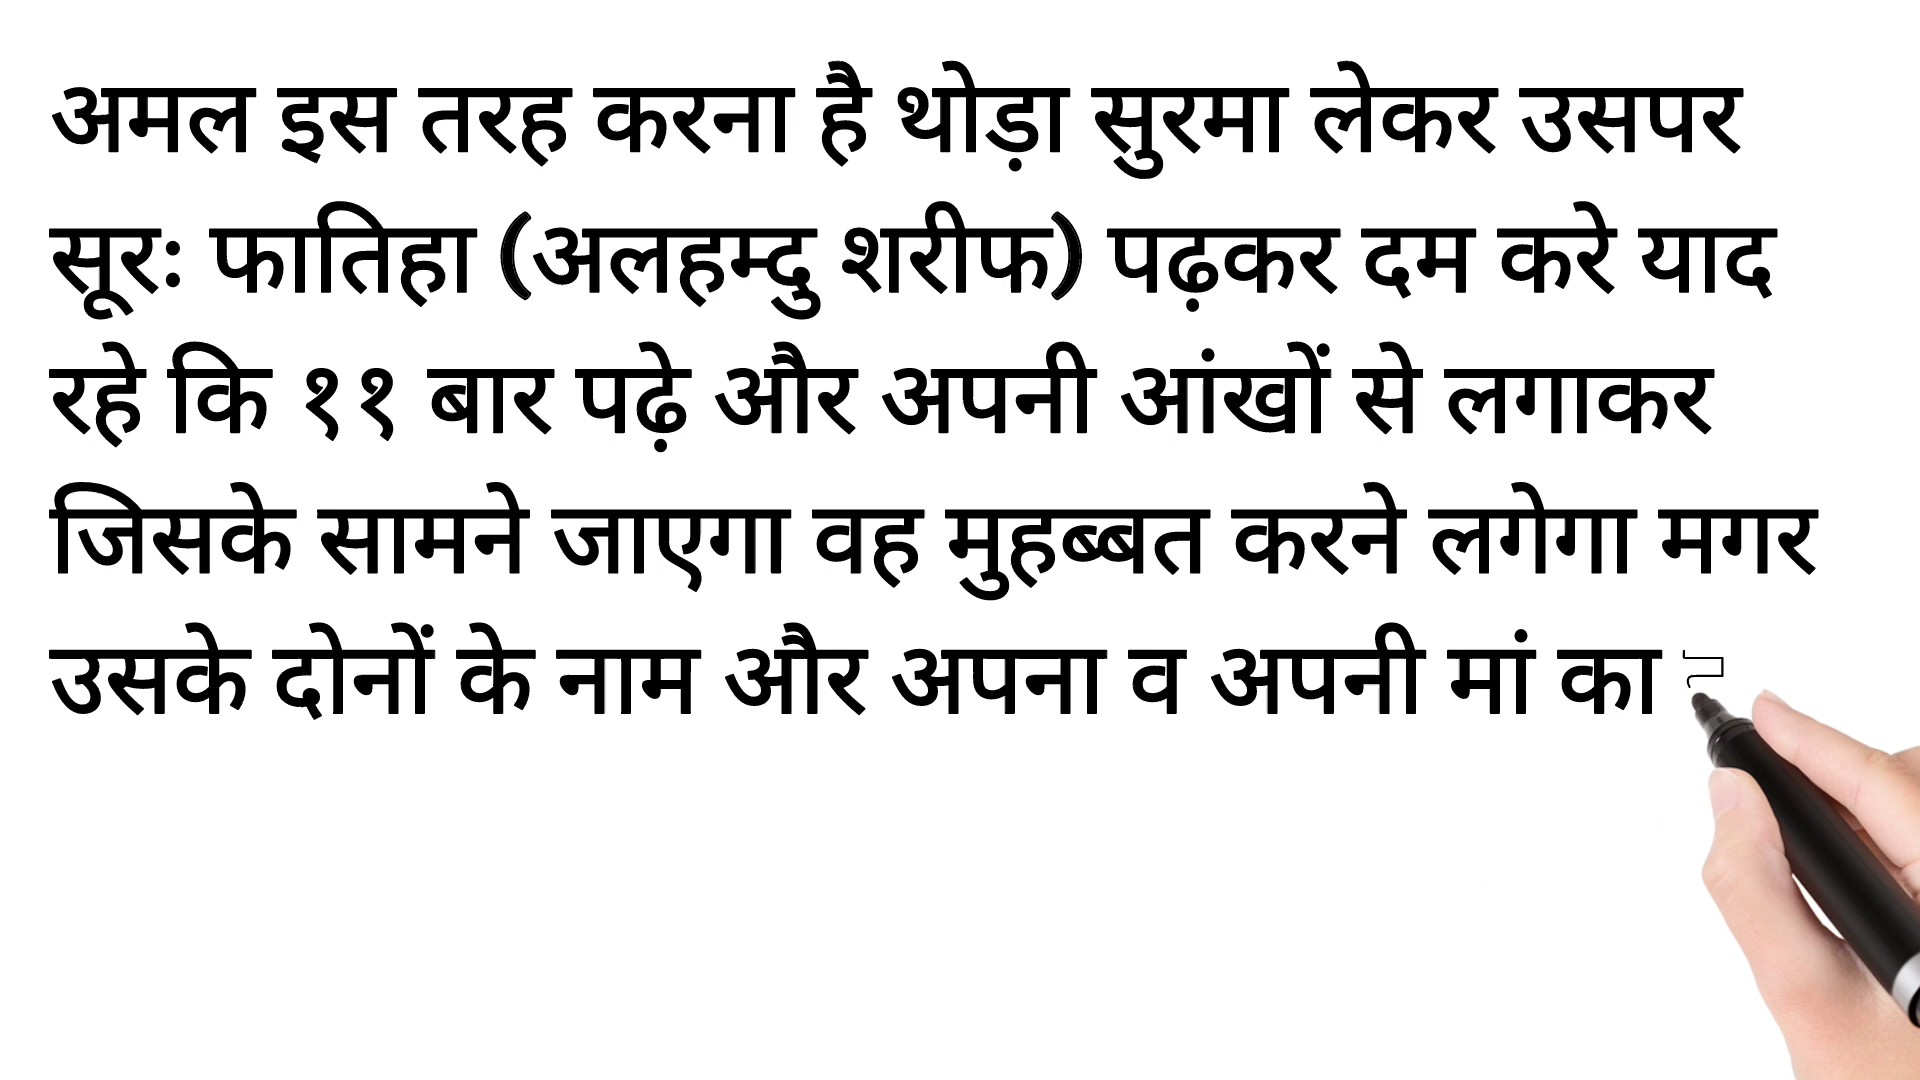 अमल इस तरह करना है थोड़ा सुरमा लेकर उसपर
सूरः फातिहा (अलहम्दु शरीफ) पढ़कर दम करे याद
रहे कि ११ बार पढ़े और अपनी आंखों से लगाकर
जिसके सामने जाएगा वह मुहब्बत करने लगेगा मगर
उसके दोनों के नाम और अपना व अपनी मां का